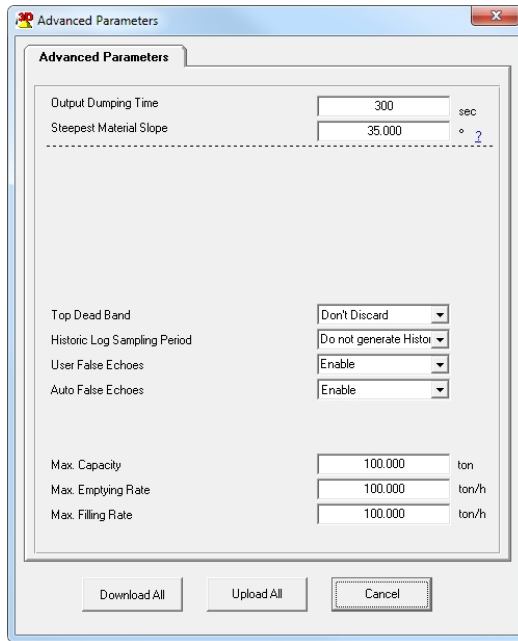 3D Advanced Parameters
Advanced Parameters
Output Dumping Time 300 sec
Steepest Material Slope 35.000 ° ?
Top Dead Band Don't Discard
Historic Log Sampling Period Do not generate Histor
User False Echoes Enable
Auto False Echoes Enable
Max. Capacity 100.000 ton
Max. Emptying Rate 100.000 ton/h
Max. Filling Rate 100.000 ton/h
Download All Upload All Cancel